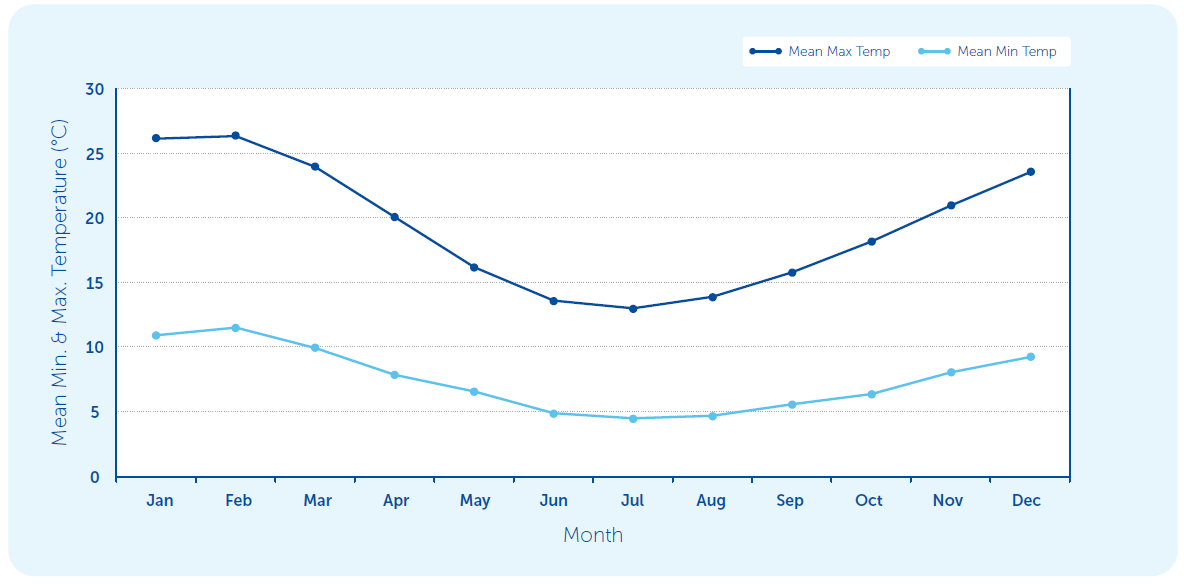 Mean Max Temp Mean Min Temp
Mean Min. & Max. Temperature (°C)
30
25
20
15
10
5
0
Jan Feb Mar Apr May Jun Jul Aug Sep Oct Nov Dec
Month